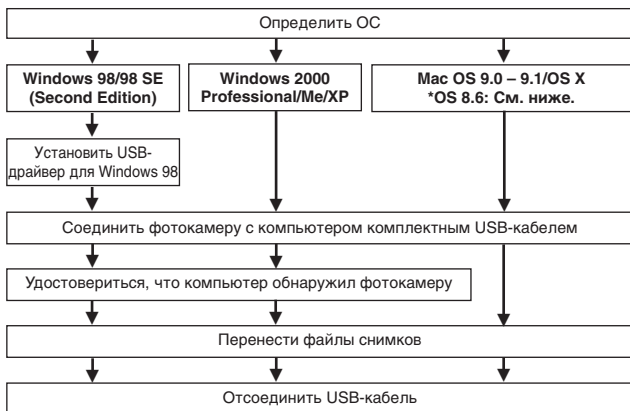 Определить ОС
Windows 98/98 SE
(Second Edition)
Windows 2000
Professional/Me/XP
Mac OS 9.0 – 9.1/OS X
*OS 8.6: См. ниже.
Установить USB-
драйвер для Windows 98
Соединить фотокамеру с компьютером комплектным USB-кабелем
Удостовериться, что компьютер обнаружил фотокамеру
Перенести файлы снимков
Отсоединить USB-кабель